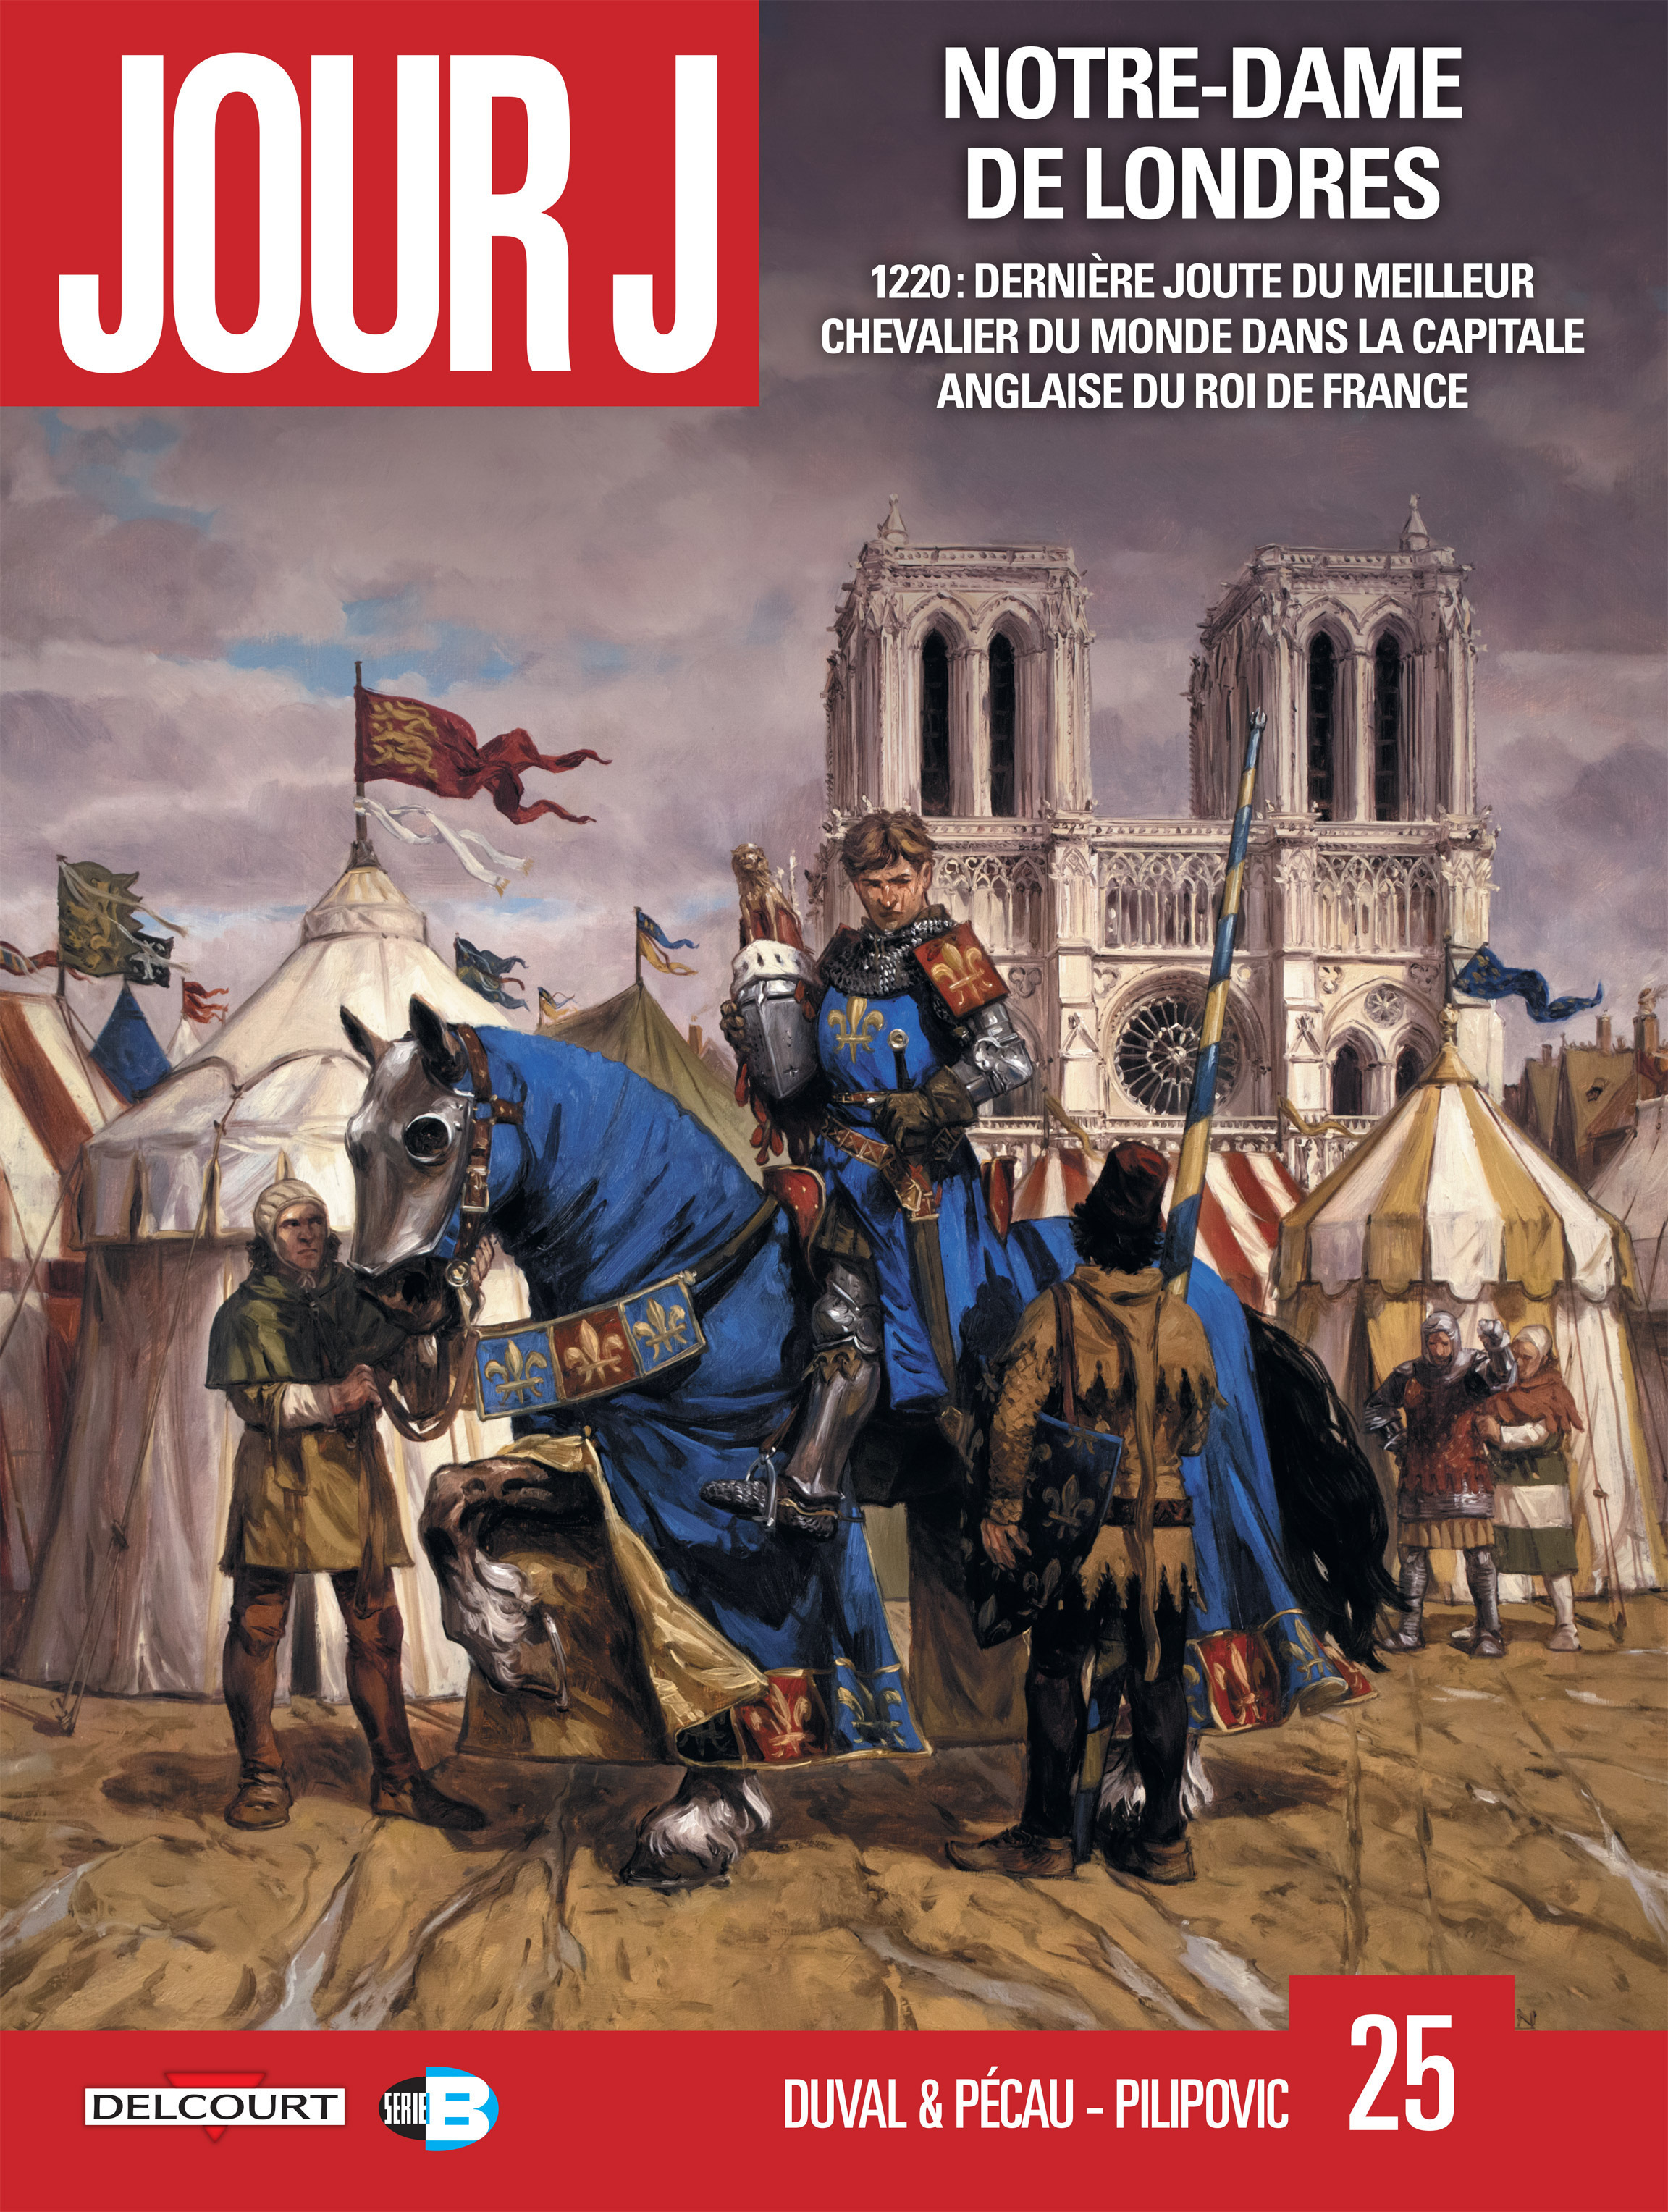 JOUR J
NOTRE-DAME
DE LONDRES
1220 : DERNIÈRE JOUTE DU MEILLEUR
CHEVALIER DU MONDE DANS LA CAPITALE
ANGLAISE DU ROI DE FRANCE
25
DELCOURT
SERIE B
DUVAL & PÉCAU - PILIPOVIC